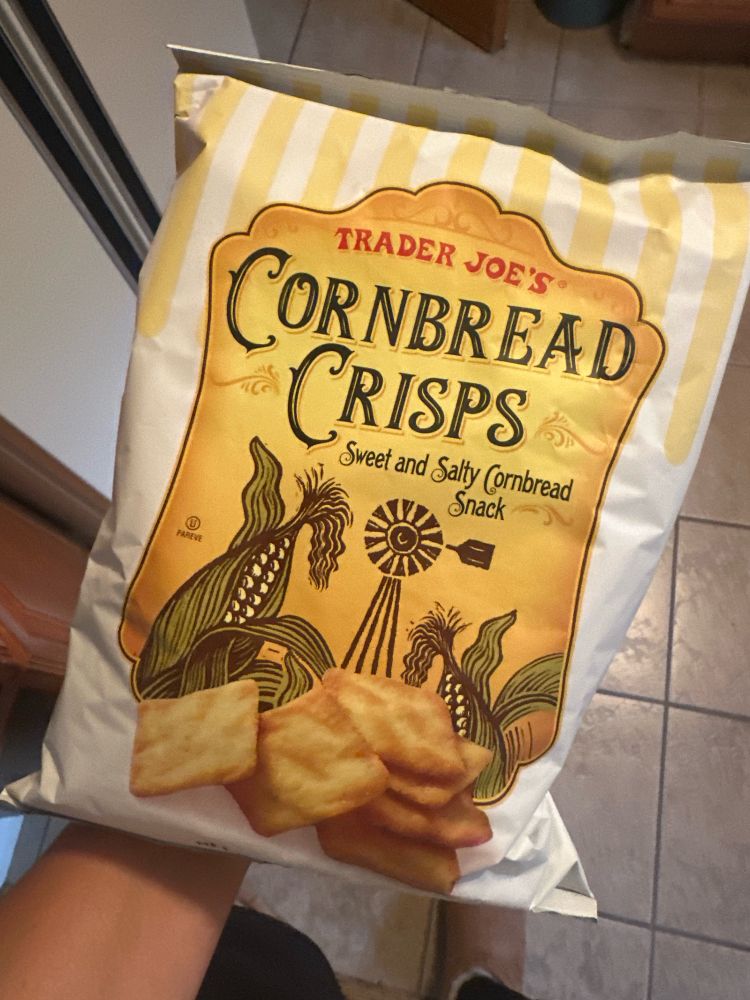 TRADER JOE'S®
CORNBREAD
CRISPS
Sweet and Salty Cornbread
Snack
U
PAREVE